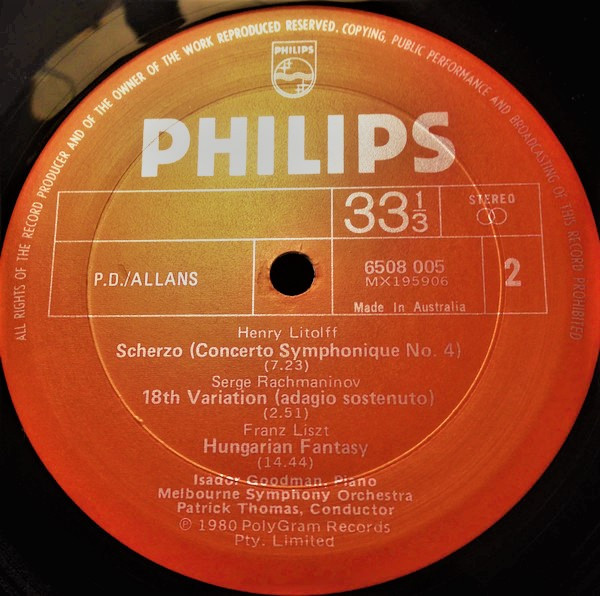 ALL RIGHTS OF THE RECORD PRODUCER AND OF THE OWNER OF THE WORK REPRODUCED RESERVED. COPYING, PUBLIC PERFORMANCE AND BROADCASTING OF THIS RECORD PROHIBITED
PHILIPS
PHILIPS
33 1/3
STEREO
P.D./ALLANS
6508 005
MX195906
2
Made In Australia
Henry Litolff
Scherzo (Concerto Symphonique No. 4)
(7.23)
Serge Rachmaninov
18th Variation (adagio sostenuto)
(2.51)
Franz Liszt
Hungarian Fantasy
(14.44)
Isador Goodman, Piano
Melbourne Symphony Orchestra
Patrick Thomas, Conductor
℗ 1980 PolyGram Records
Pty. Limited